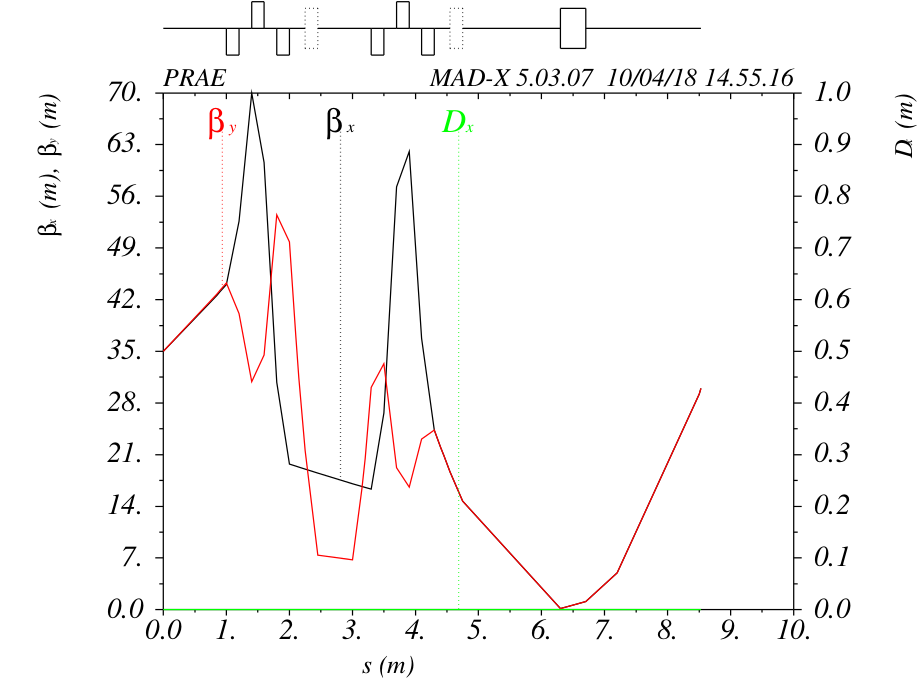 PRAE MAD-X 5.03.07 10/04/18 14.55.16
70. 1.0
β y β x D x
63. 0.9
56. 0.8
βx (m), βy (m)
Dx (m)
49. 0.7
42. 0.6
35. 0.5
28. 0.4
21. 0.3
14. 0.2
7. 0.1
0.0 0.0
0.0 1. 2. 3. 4. 5. 6. 7. 8. 9. 10.
s (m)